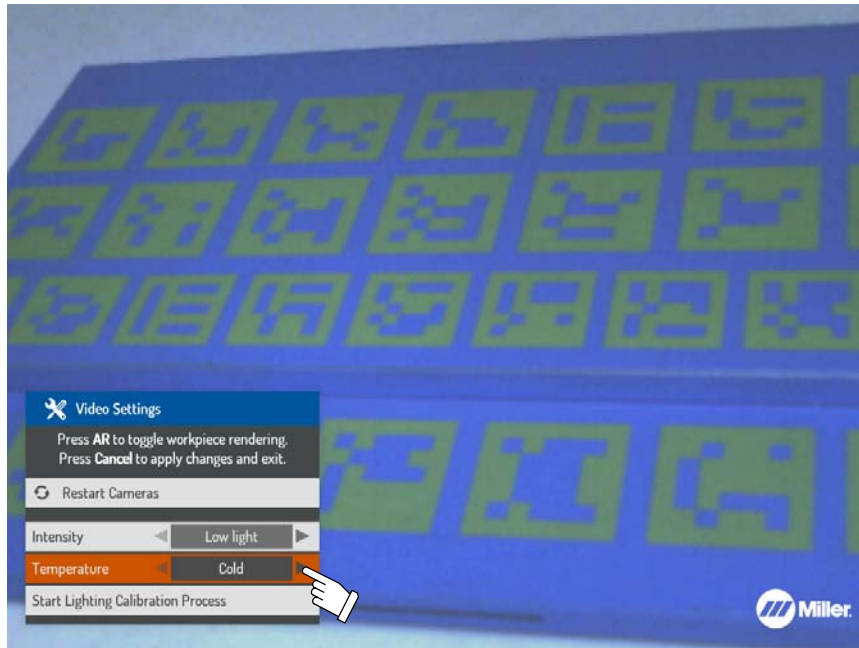 Video Settings
Press AR to toggle workpiece rendering.
Press Cancel to apply changes and exit.
Restart Cameras
Intensity Low light
Temperature Cold
Start Lighting Calibration Process
Miller.